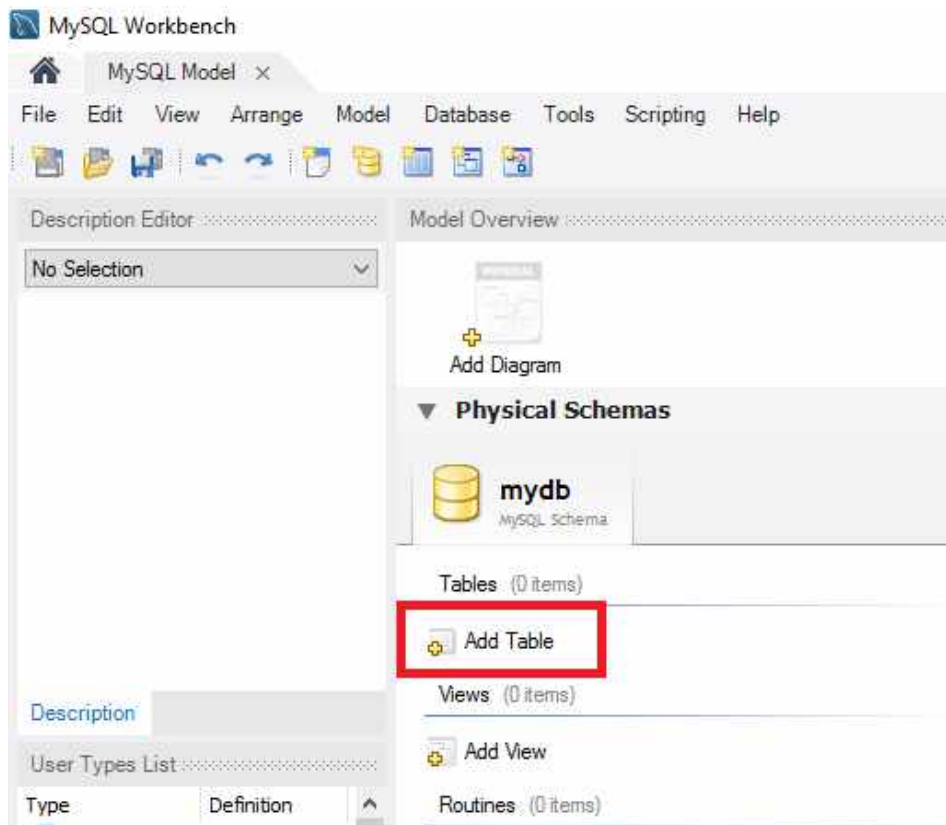 MySQL Workbench
MySQL Model ×
File Edit View Arrange Model Database Tools Scripting Help
Description Editor
No Selection
Description
User Types List
Type Definition
Model Overview
Add Diagram
Physical Schemas
mydb
MySQL Schema
Tables (0 items)
Add Table
Views (0 items)
Add View
Routines (0 items)